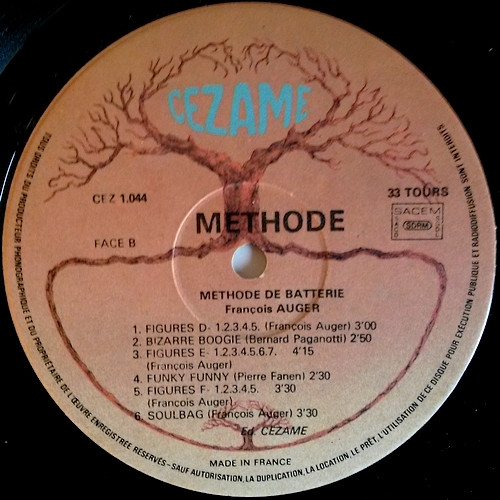 CEZAME
CEZ 1.044
33 TOURS
SACEM
SDRM
METHODE
FACE B
METHODE DE BATTERIE
François AUGER
1. FIGURES D- 1.2.3.4.5. (François Auger) 3'00
2. BIZARRE BOOGIE (Bernard Paganotti) 2'50
3. FIGURES E- 1.2.3.4.5.6.7. 4'15
(François Auger)
4. FUNKY FUNNY (Pierre Fanen) 2'30
5. FIGURES F- 1.2.3.4.5. 3'30
(François Auger)
6. SOULBAG (François Auger) 3'30
Ed. CEZAME
MADE IN FRANCE
TOUS DROITS DU PRODUCTEUR PHONOGRAPHIQUE ET DU PROPRIÉTAIRE DE L'ŒUVRE ENREGISTRÉE RÉSERVÉS - SAUF AUTORISATION, LA DUPLICATION, LA LOCATION, LE PRÊT, L'UTILISATION DE CE DISQUE POUR EXÉCUTION PUBLIQUE ET RADIODIFFUSION SONT INTERDITS